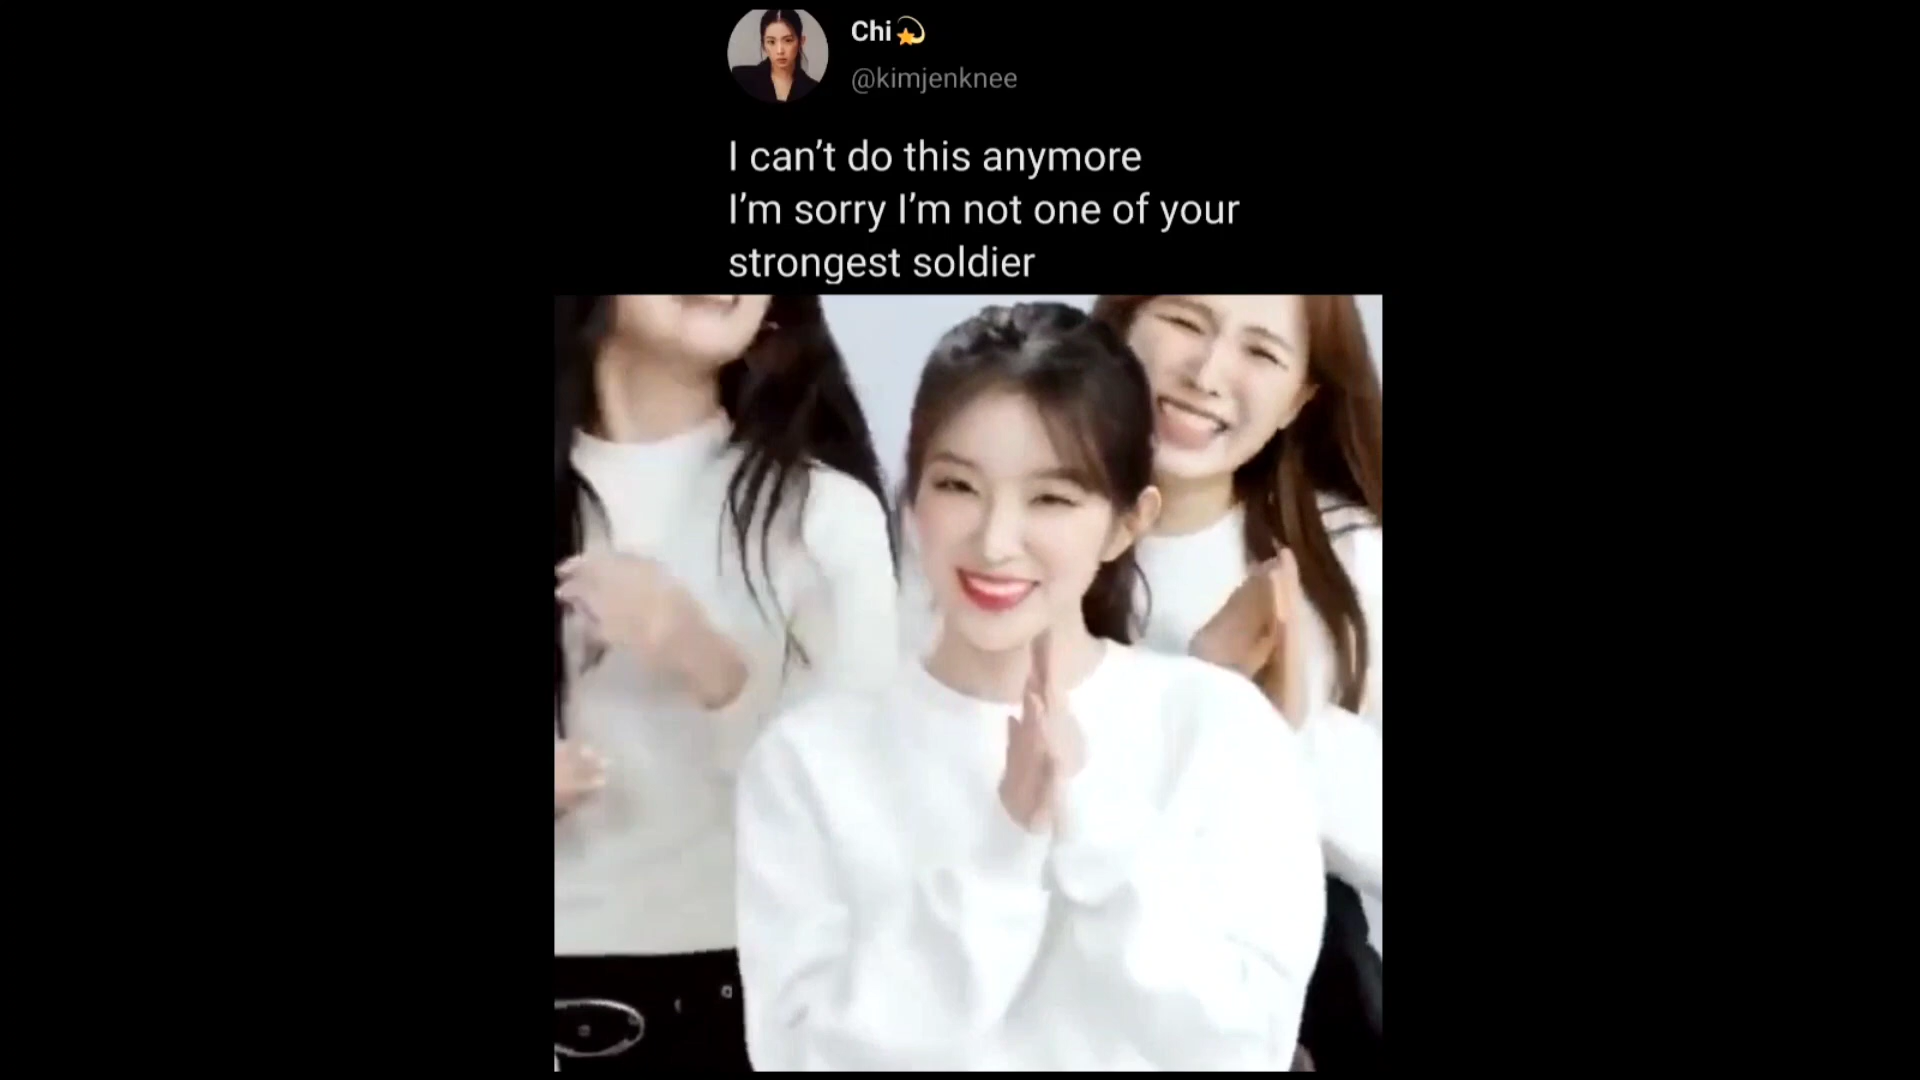 Chi💫
@kimjenknee
I can’t do this anymore
I’m sorry I’m not one of your
strongest soldier